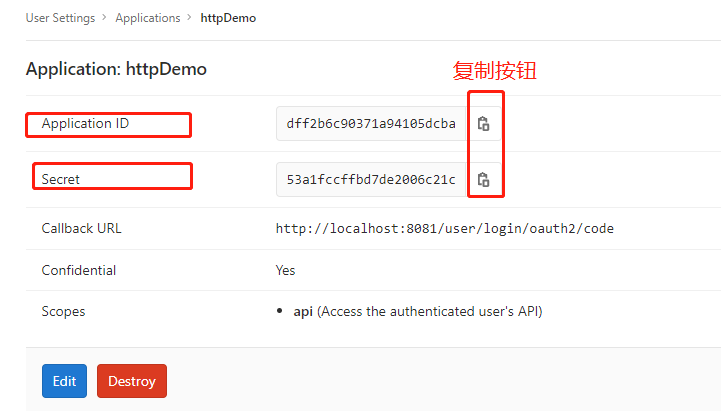 User Settings > Applications > httpDemo
Application: httpDemo
复制按钮
Application ID dff2b6c90371a94105dcba
Secret 53a1fccffbd7de2006c21c
Callback URL http://localhost:8081/user/login/oauth2/code
Confidential Yes
Scopes • api (Access the authenticated user's API)
Edit Destroy